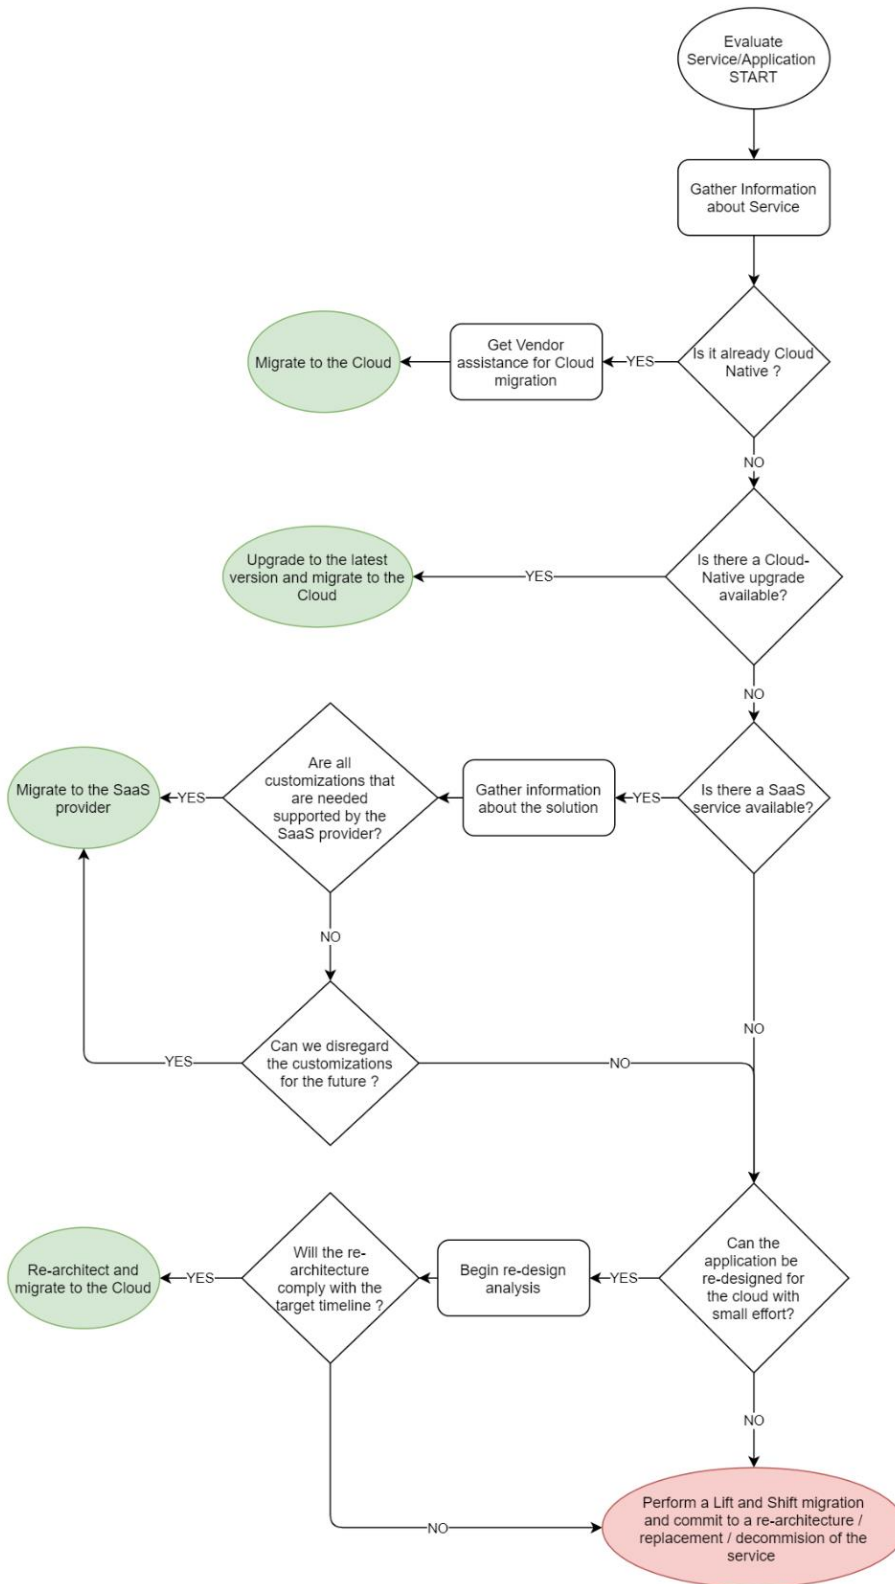 Evaluate
Service/Application
START
Gather Information
about Service
Is it already Cloud
Native ?
YES
Get Vendor
assistance for Cloud
migration
Migrate to the Cloud
NO
Is there a Cloud-
Native upgrade
available?
YES
Upgrade to the latest
version and migrate to the
Cloud
NO
Is there a SaaS
service available?
YES
Gather information
about the solution
Are all
customizations that
are needed
supported by the
SaaS provider?
YES
Migrate to the SaaS
provider
NO
Can we disregard
the customizations
for the future ?
YES
NO
NO
Can the
application be
re-designed for
the cloud with
small effort?
YES
Begin re-design
analysis
Will the re-
architecture
comply with the
target timeline ?
YES
Re-architect and
migrate to the Cloud
NO
NO
Perform a Lift and Shift migration
and commit to a re-architecture /
replacement / decommision of the
service